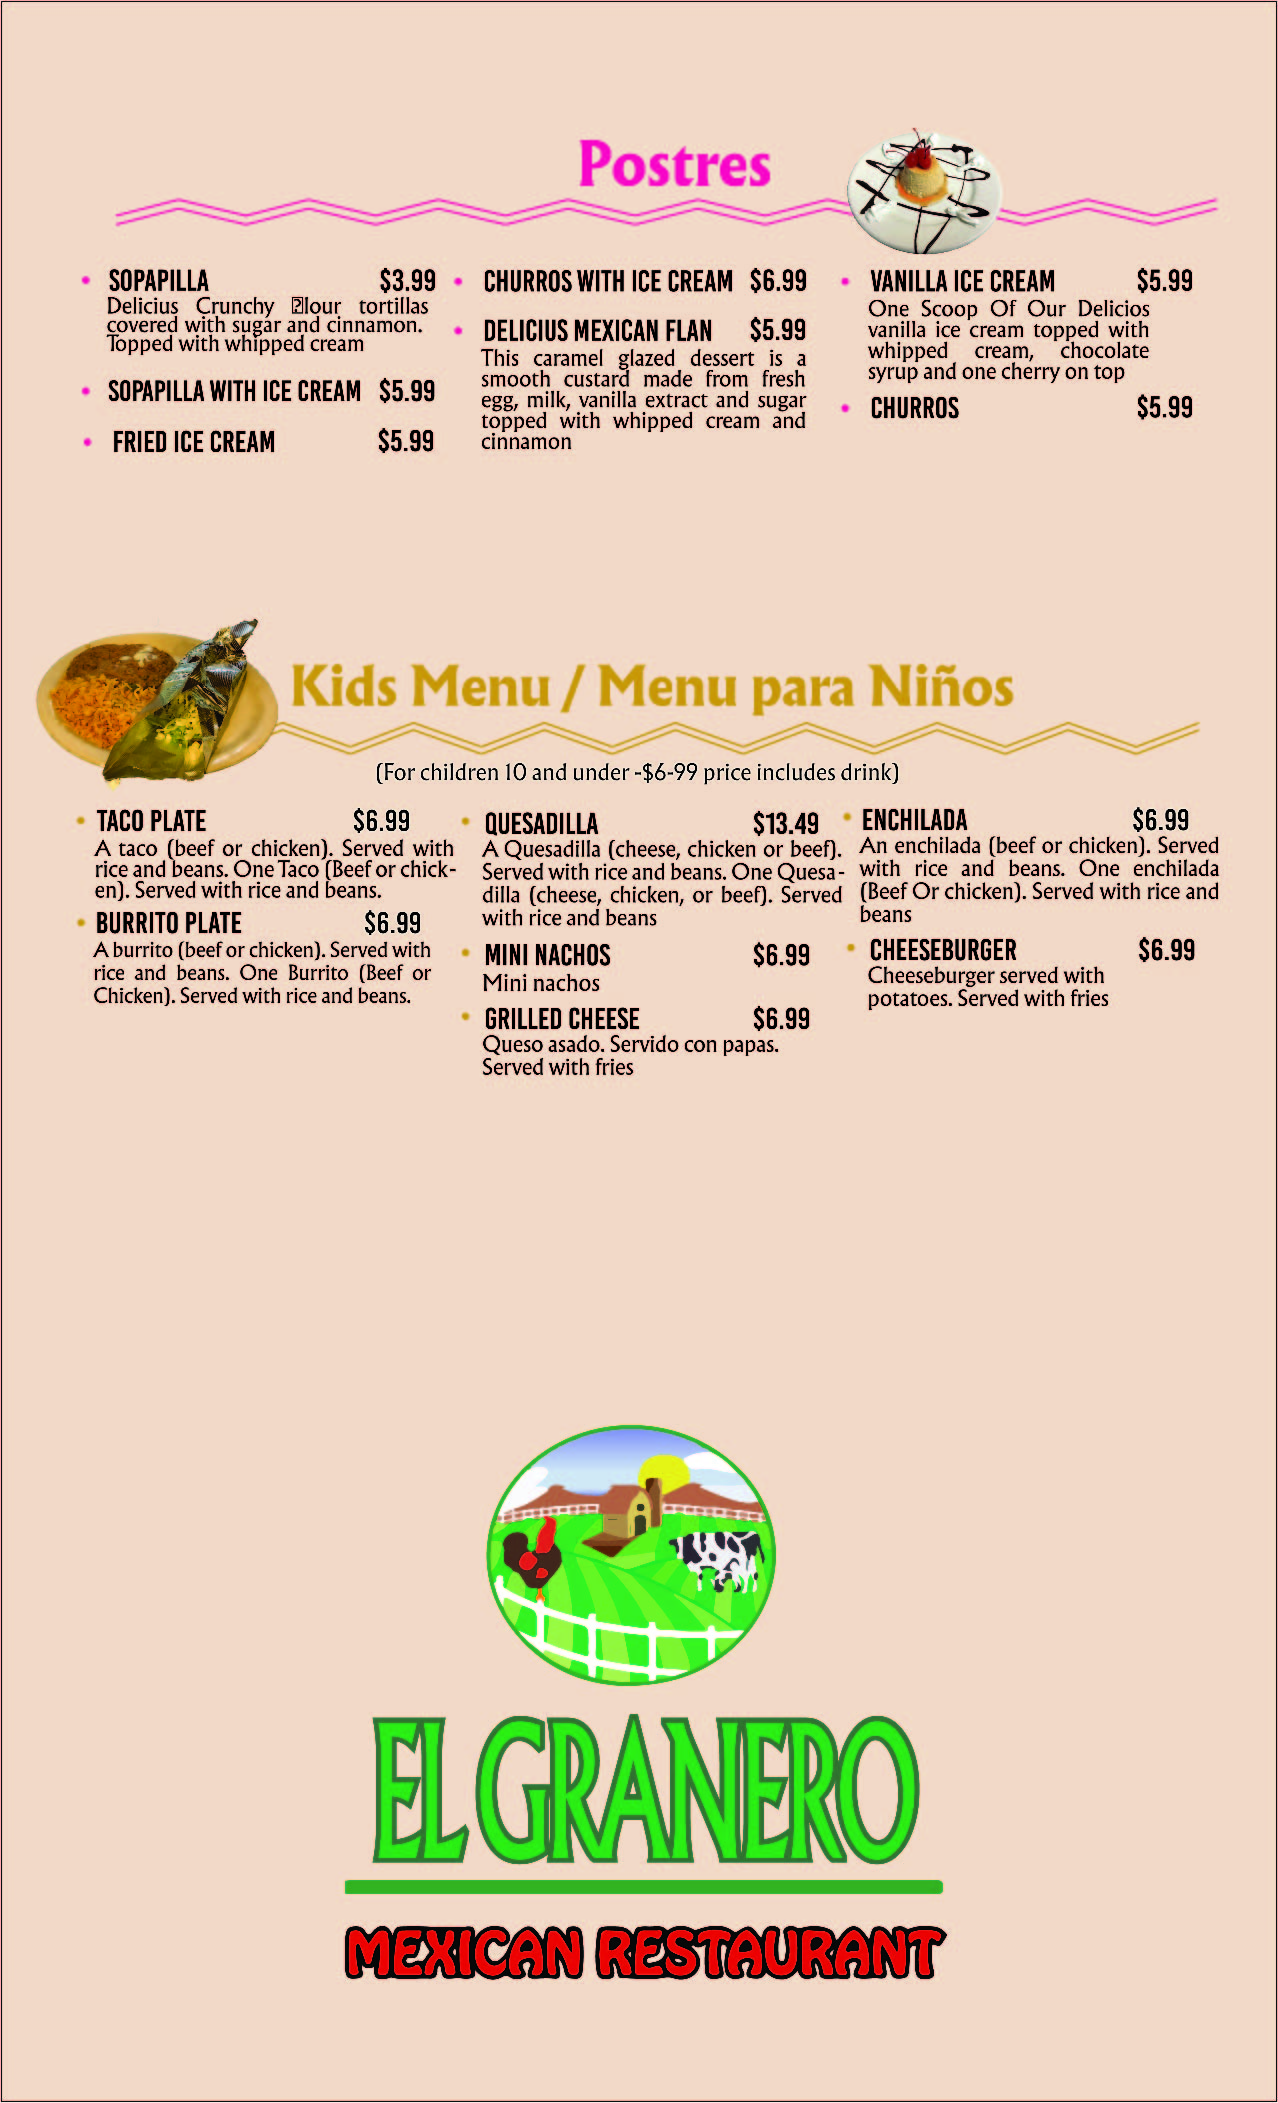 Postres
• SOPAPILLA $3.99
Delicius Crunchy �lour tortillas
covered with sugar and cinnamon.
Topped with whipped cream
• SOPAPILLA WITH ICE CREAM $5.99
• FRIED ICE CREAM $5.99
• CHURROS WITH ICE CREAM $6.99
• DELICIUS MEXICAN FLAN $5.99
This caramel glazed dessert is a
smooth custard made from fresh
egg, milk, vanilla extract and sugar
topped with whipped cream and
cinnamon
• VANILLA ICE CREAM $5.99
One Scoop Of Our Delicios
vanilla ice cream topped with
whipped cream, chocolate
syrup and one cherry on top
• CHURROS $5.99
Kids Menu / Menu para Niños
(For children 10 and under -$6-99 price includes drink)
• TACO PLATE $6.99
A taco (beef or chicken). Served with
rice and beans. One Taco (Beef or chick-
en). Served with rice and beans.
• BURRITO PLATE $6.99
A burrito (beef or chicken). Served with
rice and beans. One Burrito (Beef or
Chicken). Served with rice and beans.
• QUESADILLA $13.49
A Quesadilla (cheese, chicken or beef).
Served with rice and beans. One Quesa-
dilla (cheese, chicken, or beef). Served
with rice and beans
• MINI NACHOS $6.99
Mini nachos
• GRILLED CHEESE $6.99
Queso asado. Servido con papas.
Served with fries
• ENCHILADA $6.99
An enchilada (beef or chicken). Served
with rice and beans. One enchilada
(Beef Or chicken). Served with rice and
beans
• CHEESEBURGER $6.99
Cheeseburger served with
potatoes. Served with fries
EL GRANERO
MEXICAN RESTAURANT